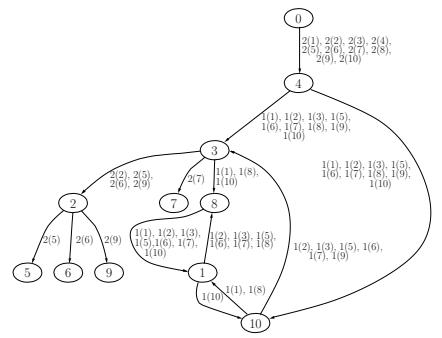 0
2(1), 2(2), 2(3), 2(4),
2(5), 2(6), 2(7), 2(8),
2(9), 2(10)
4
1(1), 1(2), 1(3), 1(5),
1(6), 1(7), 1(8), 1(9),
1(10)
1(1), 1(2), 1(3), 1(5),
1(6), 1(7), 1(8), 1(9),
1(10)
3
2(2), 2(5),
2(6), 2(9)
2(7)
1(1), 1(8),
1(10)
2
7
8
2(5)
2(6)
2(9)
1(1), 1(2), 1(3),
1(5),1(6), 1(7),
1(10)
1(2), 1(3), 1(5),
1(6), 1(7), 1(8)
1(2), 1(3), 1(5), 1(6),
1(7), 1(9)
5
6
9
1
1(10)
1(1), 1(8)
10